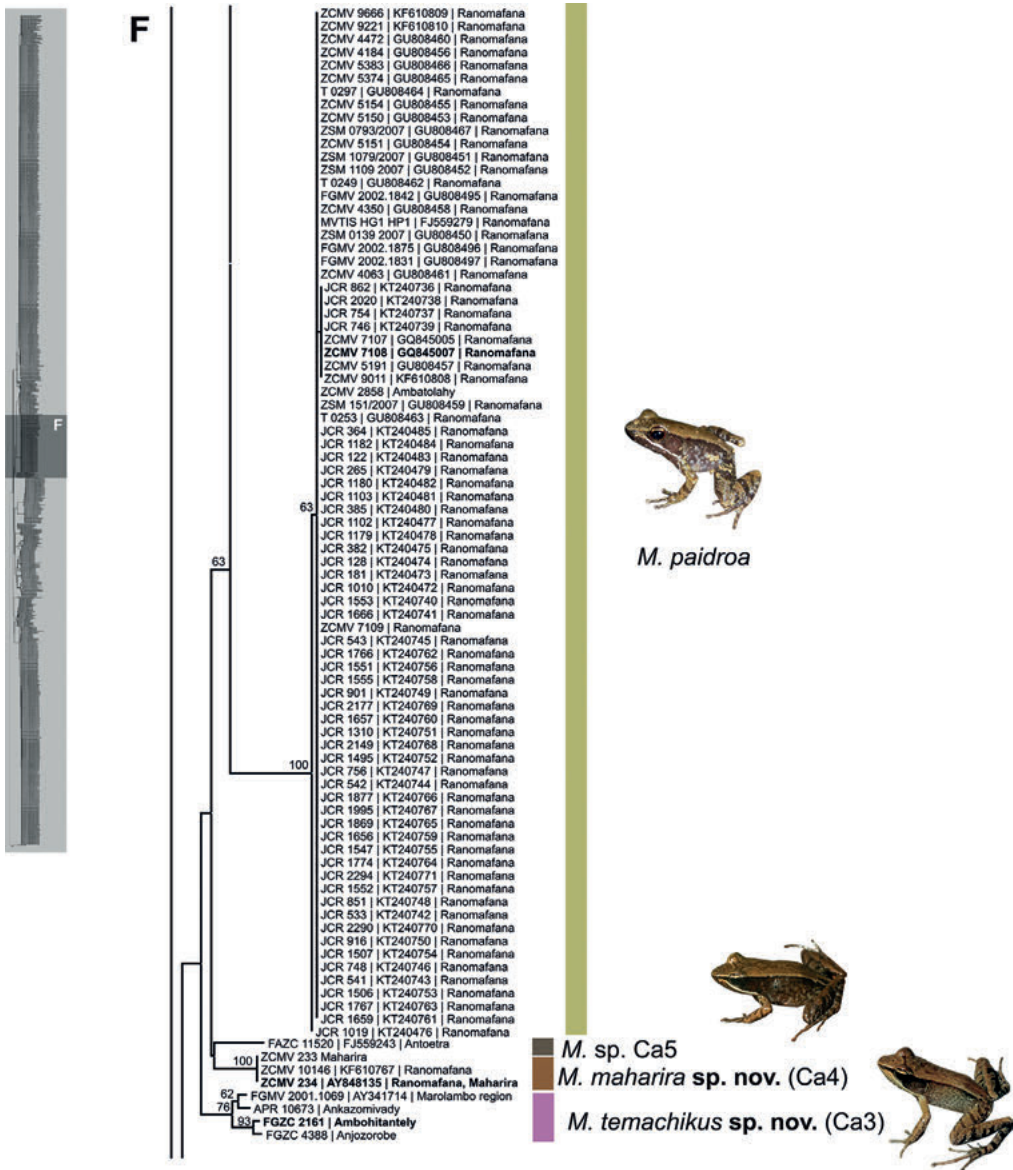 F
ZCMV 9666 | KF610809 | Ranomafana
ZCMV 9221 | KF610810 | Ranomafana
ZCMV 4472 | GU808460 | Ranomafana
ZCMV 4184 | GU808456 | Ranomafana
ZCMV 5383 | GU808466 | Ranomafana
ZCMV 5374 | GU808465 | Ranomafana
T 0297 | GU808464 | Ranomafana
ZCMV 5154 | GU808455 | Ranomafana
ZCMV 5150 | GU808453 | Ranomafana
ZSM 0793/2007 | GU808467 | Ranomafana
ZCMV 5151 | GU808454 | Ranomafana
ZSM 1079/2007 | GU808451 | Ranomafana
ZSM 1109 2007 | GU808452 | Ranomafana
T 0249 | GU808462 | Ranomafana
FGMV 2002.1842 | GU808495 | Ranomafana
ZCMV 4350 | GU808458 | Ranomafana
MVTIS HG1 HP1 | FJ559279 | Ranomafana
ZSM 0139 2007 | GU808450 | Ranomafana
FGMV 2002.1875 | GU808496 | Ranomafana
FGMV 2002.1831 | GU808497 | Ranomafana
ZCMV 4063 | GU808461 | Ranomafana
JCR 862 | KT240736 | Ranomafana
JCR 2020 | KT240738 | Ranomafana
JCR 754 | KT240737 | Ranomafana
JCR 746 | KT240739 | Ranomafana
ZCMV 7107 | GQ845005 | Ranomafana
ZCMV 7108 | GQ845007 | Ranomafana
ZCMV 5191 | GU808457 | Ranomafana
ZCMV 9011 | KF610808 | Ranomafana
ZCMV 2858 | Ambatolahy
ZSM 151/2007 | GU808459 | Ranomafana
T 0253 | GU808463 | Ranomafana
JCR 364 | KT240485 | Ranomafana
JCR 1182 | KT240484 | Ranomafana
JCR 122 | KT240483 | Ranomafana
JCR 265 | KT240479 | Ranomafana
JCR 1180 | KT240482 | Ranomafana
JCR 1103 | KT240481 | Ranomafana
63 JCR 385 | KT240480 | Ranomafana
JCR 1102 | KT240477 | Ranomafana
JCR 1179 | KT240478 | Ranomafana
JCR 382 | KT240475 | Ranomafana
M. paidroa
63 JCR 128 | KT240474 | Ranomafana
JCR 181 | KT240473 | Ranomafana
JCR 1010 | KT240472 | Ranomafana
JCR 1553 | KT240740 | Ranomafana
JCR 1666 | KT240741 | Ranomafana
ZCMV 7109 | Ranomafana
JCR 543 | KT240745 | Ranomafana
JCR 1766 | KT240762 | Ranomafana
JCR 1551 | KT240756 | Ranomafana
JCR 1555 | KT240758 | Ranomafana
JCR 901 | KT240749 | Ranomafana
JCR 2177 | KT240769 | Ranomafana
JCR 1657 | KT240760 | Ranomafana
JCR 1310 | KT240751 | Ranomafana
JCR 2149 | KT240768 | Ranomafana
JCR 1495 | KT240752 | Ranomafana
100 JCR 756 | KT240747 | Ranomafana
JCR 542 | KT240744 | Ranomafana
JCR 1877 | KT240766 | Ranomafana
JCR 1995 | KT240767 | Ranomafana
JCR 1869 | KT240765 | Ranomafana
JCR 1656 | KT240759 | Ranomafana
JCR 1547 | KT240755 | Ranomafana
JCR 1774 | KT240764 | Ranomafana
JCR 2294 | KT240771 | Ranomafana
JCR 1552 | KT240757 | Ranomafana
JCR 851 | KT240748 | Ranomafana
JCR 533 | KT240742 | Ranomafana
JCR 2290 | KT240770 | Ranomafana
JCR 916 | KT240750 | Ranomafana
JCR 1507 | KT240754 | Ranomafana
JCR 748 | KT240746 | Ranomafana
JCR 541 | KT240743 | Ranomafana
JCR 1506 | KT240753 | Ranomafana
JCR 1767 | KT240763 | Ranomafana
JCR 1659 | KT240761 | Ranomafana
JCR 1019 | KT240476 | Ranomafana
FAZC 11520 | FJ559243 | Antoetra
M. sp. Ca5
ZCMV 233 Maharira
100 ZCMV 10146 | KF610767 | Ranomafana
M. maharira sp. nov. (Ca4)
ZCMV 234 | AY848135 | Ranomafana, Maharira
62 FGMV 2001.1069 | AY341714 | Marolambo region
76 APR 10673 | Ankazomivady
93 FGZC 2161 | Ambohitantely
M. temachikus sp. nov. (Ca3)
FGZC 4388 | Anjozorobe
F